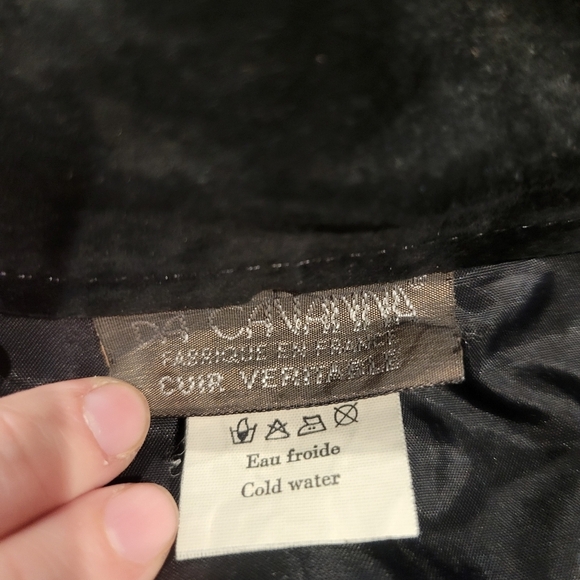 FABRIQUE EN FRANCE
CUIR VERITABLE
Eau froide
Cold water